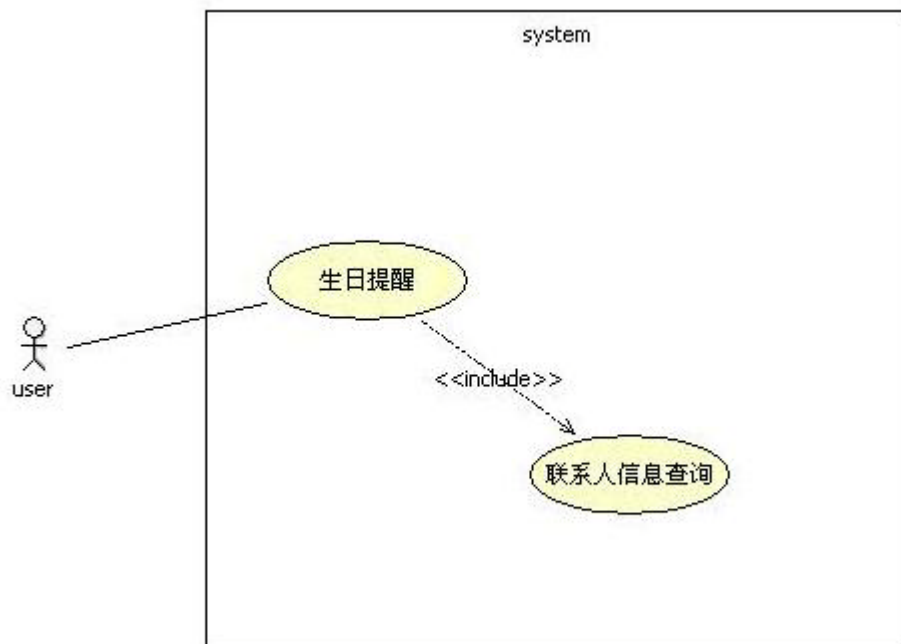 system
生日提醒
user
<<include>>
联系人信息查询